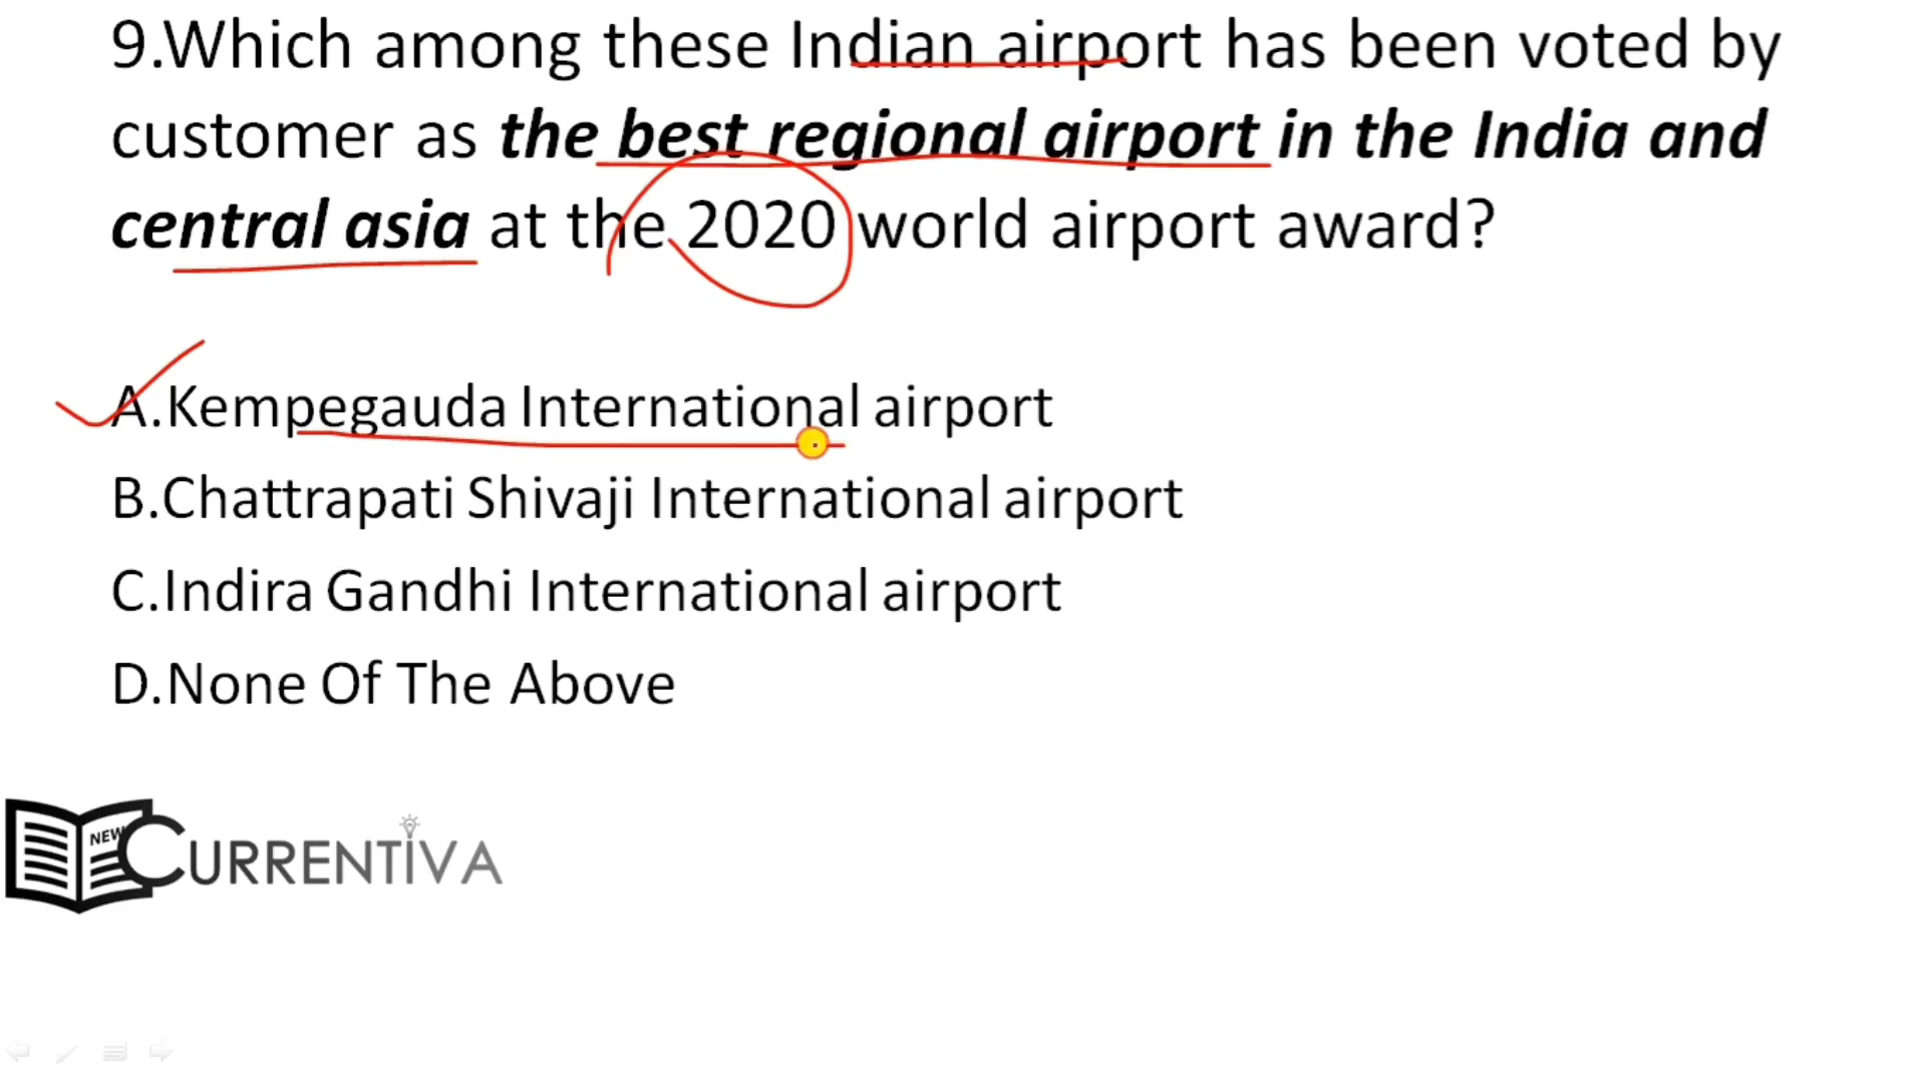 9.Which among these Indian airport has been voted by
customer as the best regional airport in the India and
central asia at the 2020 world airport award?
A.Kempegauda International airport
B.Chattrapati Shivaji International airport
C.Indira Gandhi International airport
D.None Of The Above
NEW CURRENTIVA